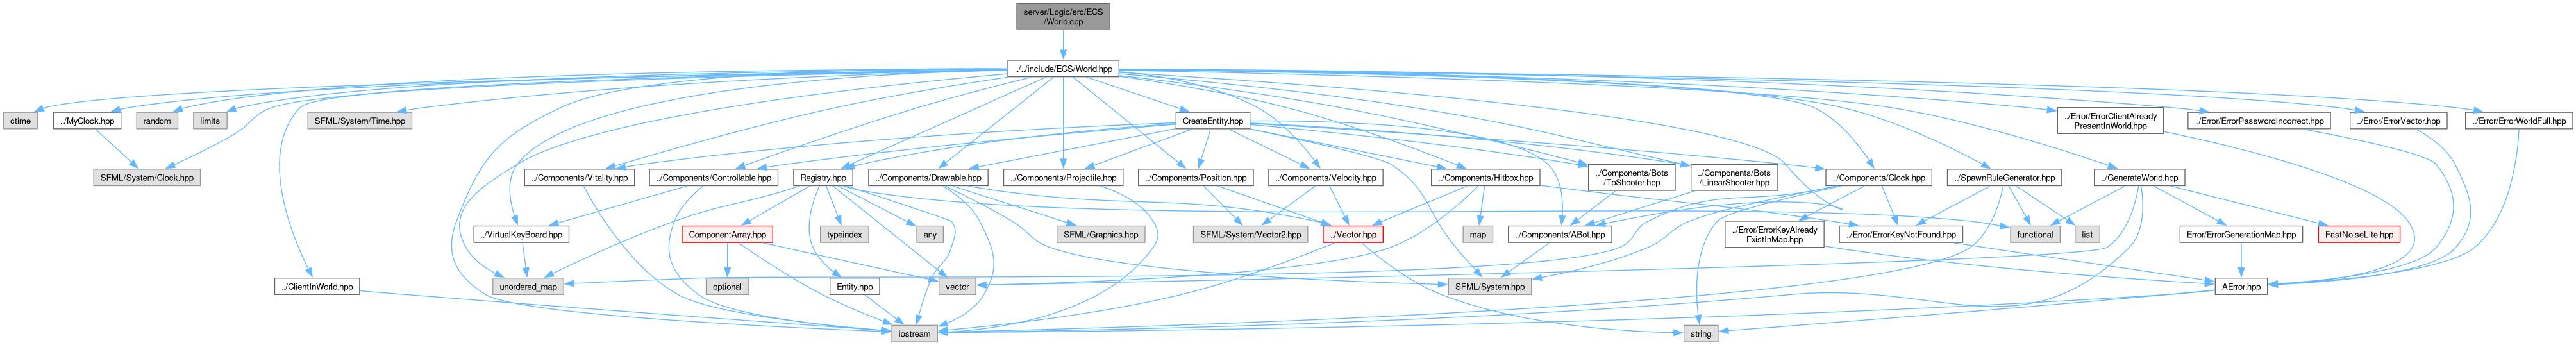 server/Logic/src/ECS
/World.cpp
../../include/ECS/World.hpp
ctime
../MyClock.hpp
random
limits
SFML/System/Time.hpp
CreateEntity.hpp
../Error/ErrorClientAlready
PresentInWorld.hpp
../Error/ErrorPasswordIncorrect.hpp
../Error/ErrorVector.hpp
../Error/ErrorWorldFull.hpp
SFML/System/Clock.hpp
../Components/Vitality.hpp
../Components/Controllable.hpp
Registry.hpp
../Components/Drawable.hpp
../Components/Projectile.hpp
../Components/Position.hpp
../Components/Velocity.hpp
../Components/Hitbox.hpp
../Components/Bots
/TpShooter.hpp
../Components/Bots
/LinearShooter.hpp
../Components/Clock.hpp
../SpawnRuleGenerator.hpp
../GenerateWorld.hpp
../VirtualKeyBoard.hpp
ComponentArray.hpp
typeindex
any
SFML/Graphics.hpp
SFML/System/Vector2.hpp
../Vector.hpp
map
../Components/ABot.hpp
../Error/ErrorKeyAlready
ExistInMap.hpp
../Error/ErrorKeyNotFound.hpp
functional
list
Error/ErrorGenerationMap.hpp
FastNoiseLite.hpp
../ClientInWorld.hpp
unordered_map
optional
Entity.hpp
vector
SFML/System.hpp
AError.hpp
iostream
string